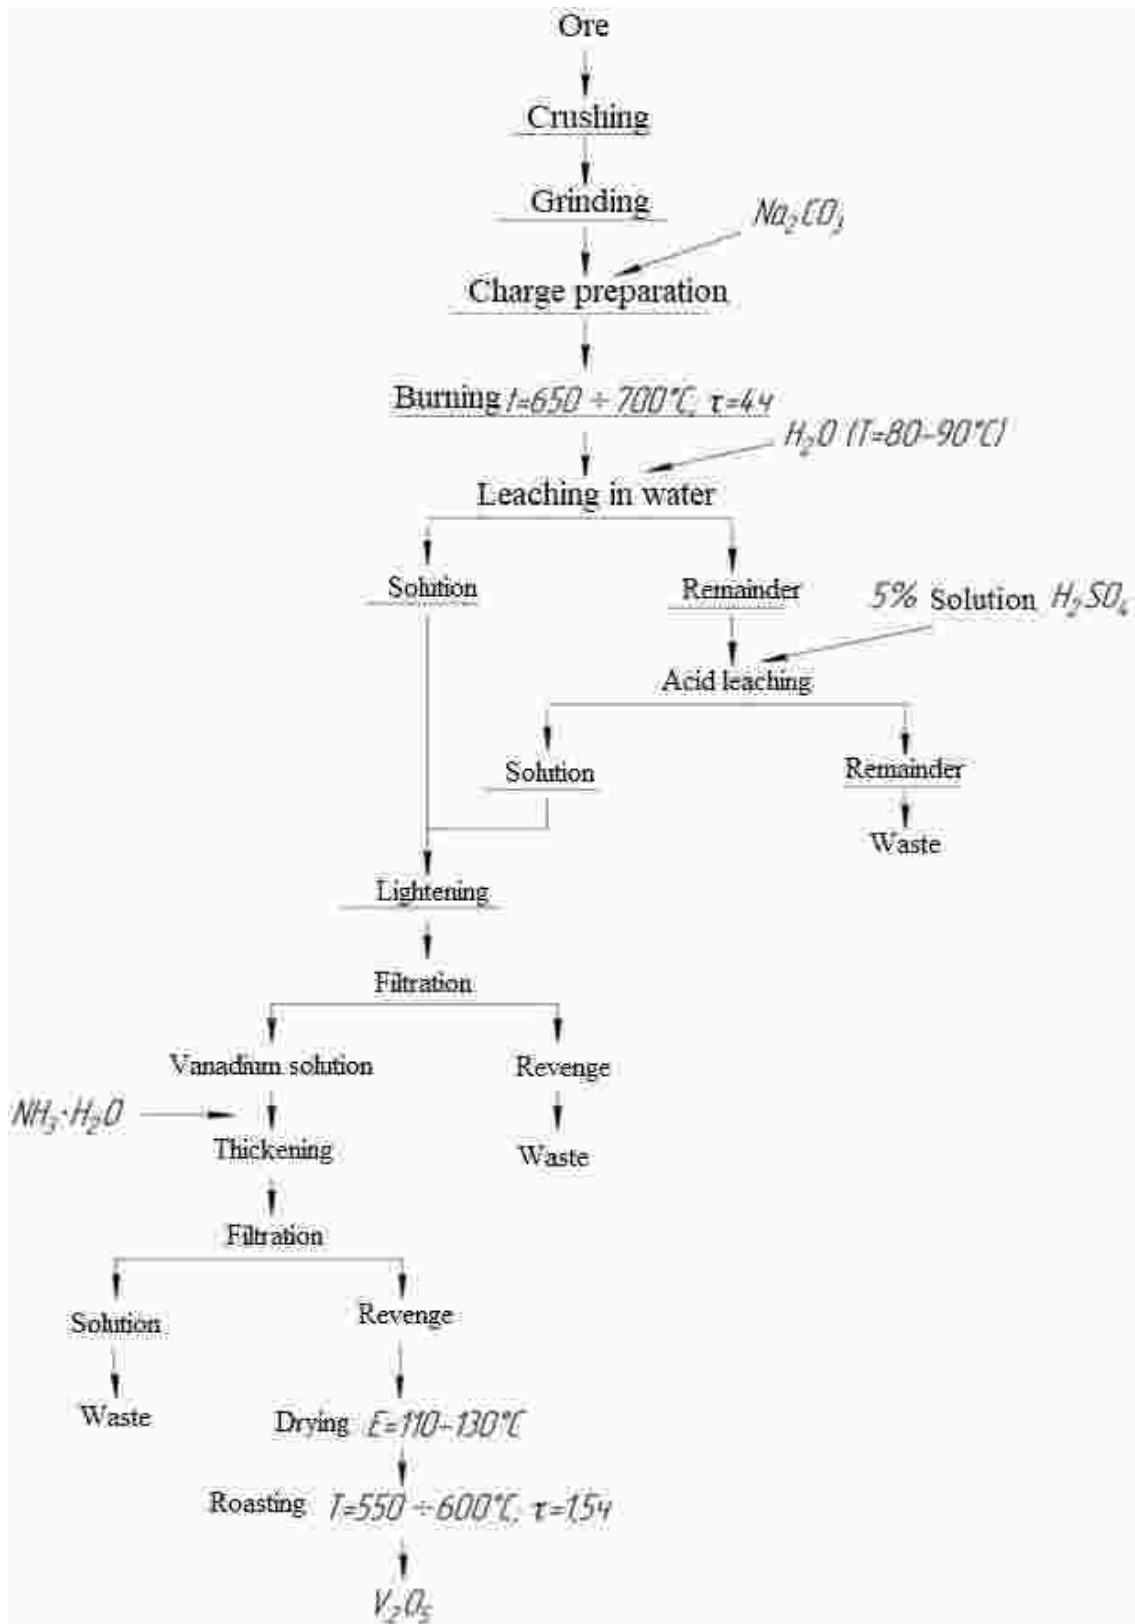 Ore
Crushing
Grinding
Na₂CO₃
Charge preparation
Burning t=650 ÷ 700°C, τ=4ч
H₂O (T=80-90°C)
Leaching in water
Solution
Remainder
5% Solution H₂SO₄
Acid leaching
Solution
Remainder
Waste
Lightening
Filtration
Vanadium solution
Revenge
NH₃·H₂O
Thickening
Waste
Filtration
Solution
Revenge
Waste
Drying E=110-130°C
Roasting T=550 ÷ 600°C, τ=1,5ч
V₂O₅